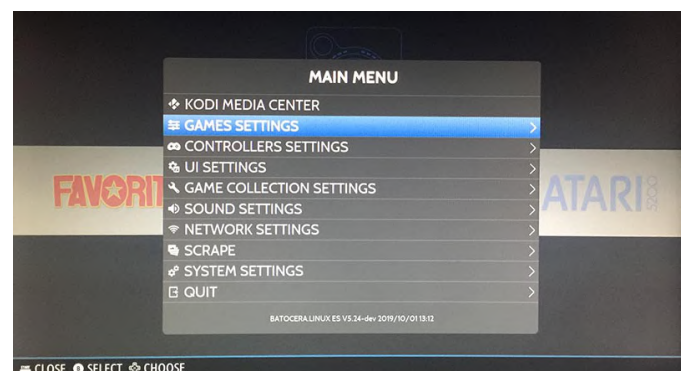 MAIN MENU
KODI MEDIA CENTER
GAMES SETTINGS
CONTROLLERS SETTINGS
UI SETTINGS
GAME COLLECTION SETTINGS
SOUND SETTINGS
NETWORK SETTINGS
SCRAPE
SYSTEM SETTINGS
QUIT
BATOCERA.LINUX ES V5.24-dev 2019/10/01 13:12
FAVORIT
ATARI 5200
CLOSE SELECT CHOOSE